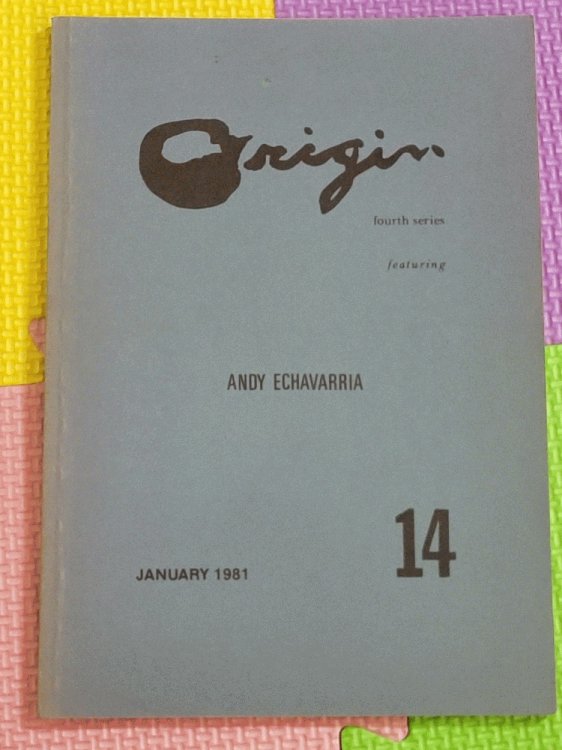 Origin
fourth series
featuring
ANDY ECHAVARRIA
14
JANUARY 1981